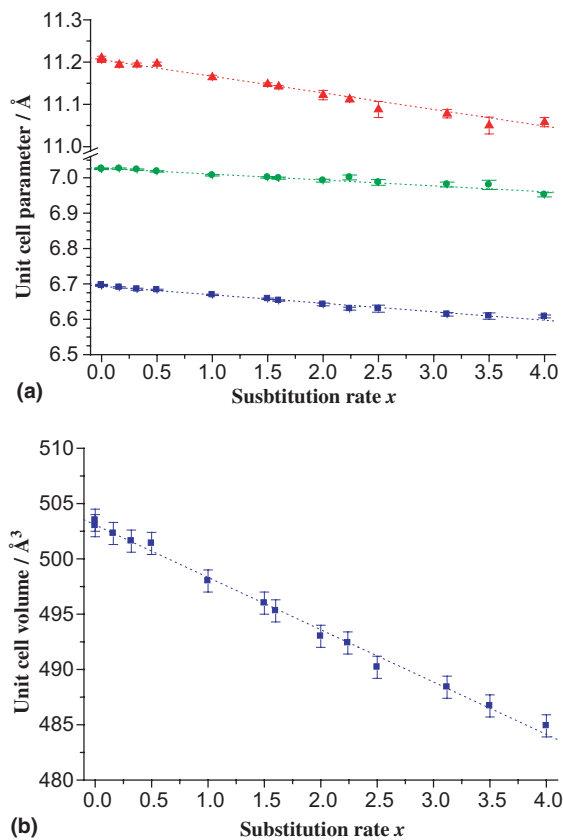 11.3
11.2
11.1
11.0
7.0
6.9
6.8
6.7
6.6
6.5
Unit cell parameter / Å
0.0 0.5 1.0 1.5 2.0 2.5 3.0 3.5 4.0
(a)
Susbtitution rate x
510
505
500
495
490
485
480
Unit cell volume / Å3
0.0 0.5 1.0 1.5 2.0 2.5 3.0 3.5 4.0
(b)
Substitution rate x